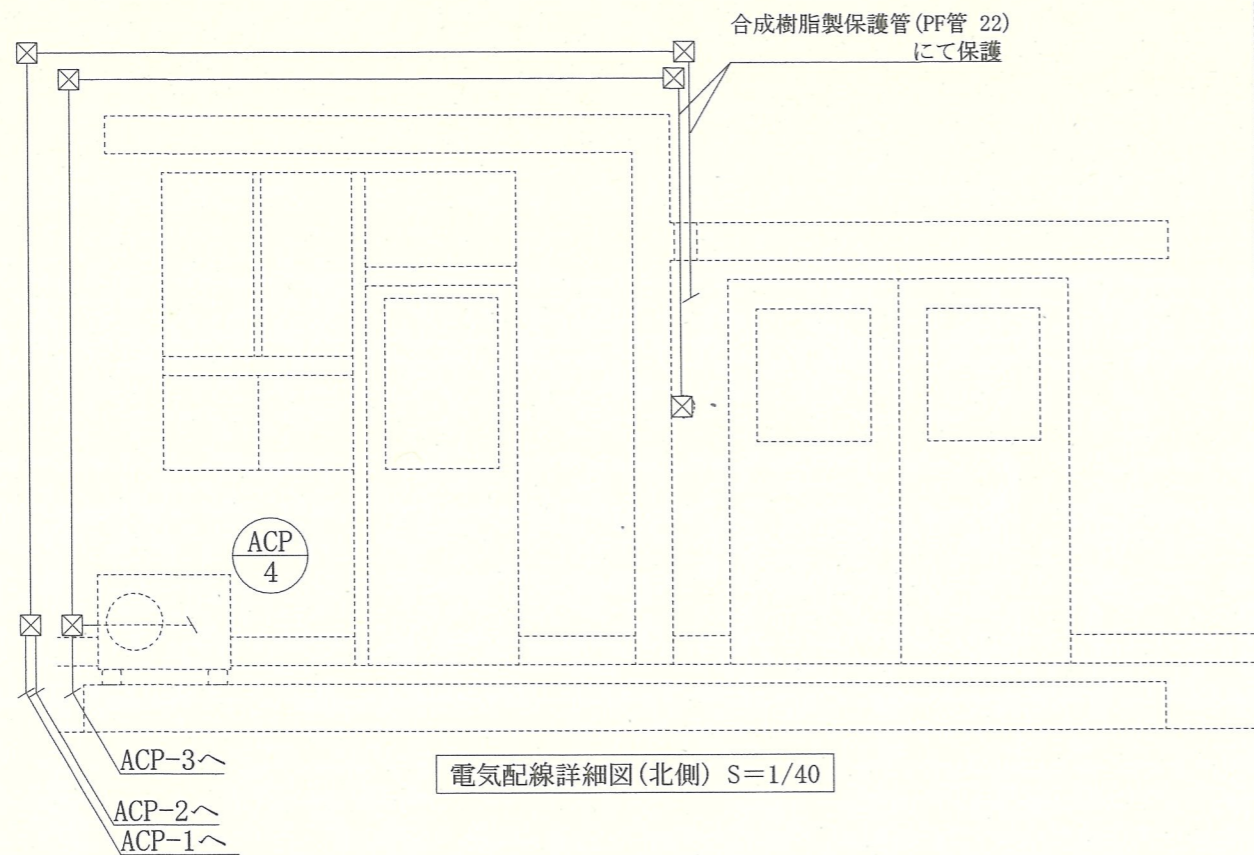 合成樹脂製保護管(PF管 22)
にて保護
ACP
4
ACP-3へ
電気配線詳細図(北側) S=1/40
ACP-2へ
ACP-1へ